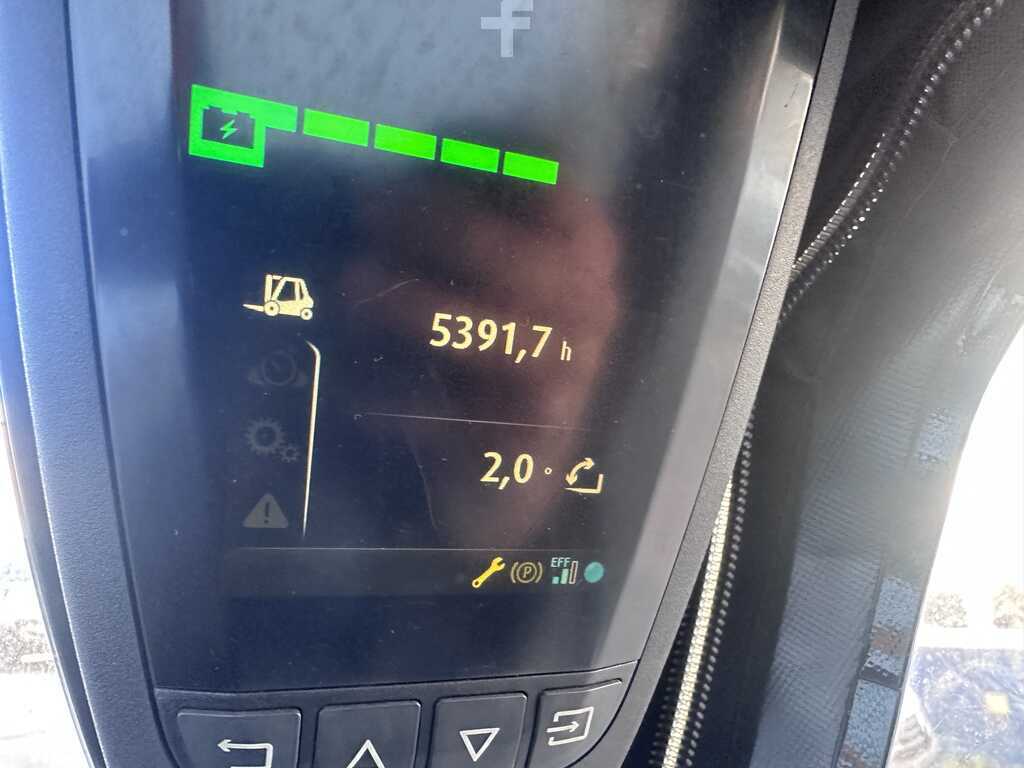 5391,7 h
2,0 °
(P) EFF